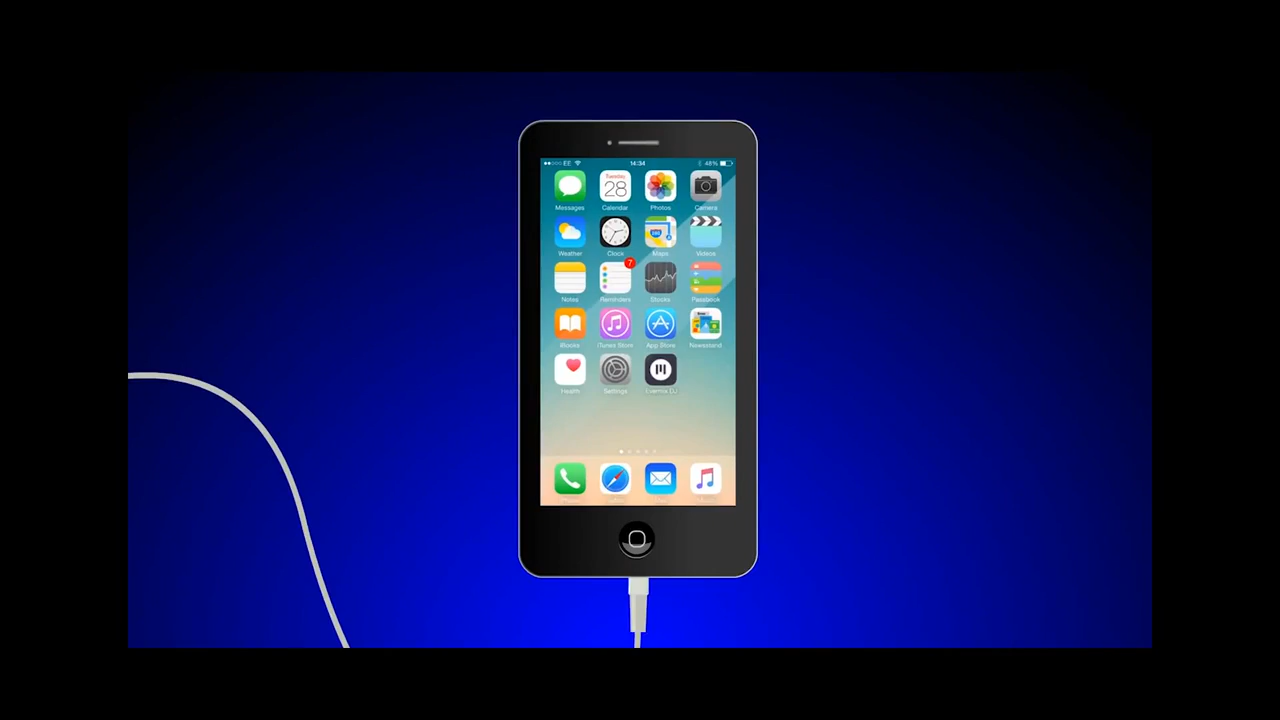 EE 14:34 48%
Tuesday
28
Messages Calendar Photos Camera
Weather Clock Maps Videos
7
Notes Reminders Stocks Passbook
iBooks iTunes Store App Store Newsstand
Health Settings